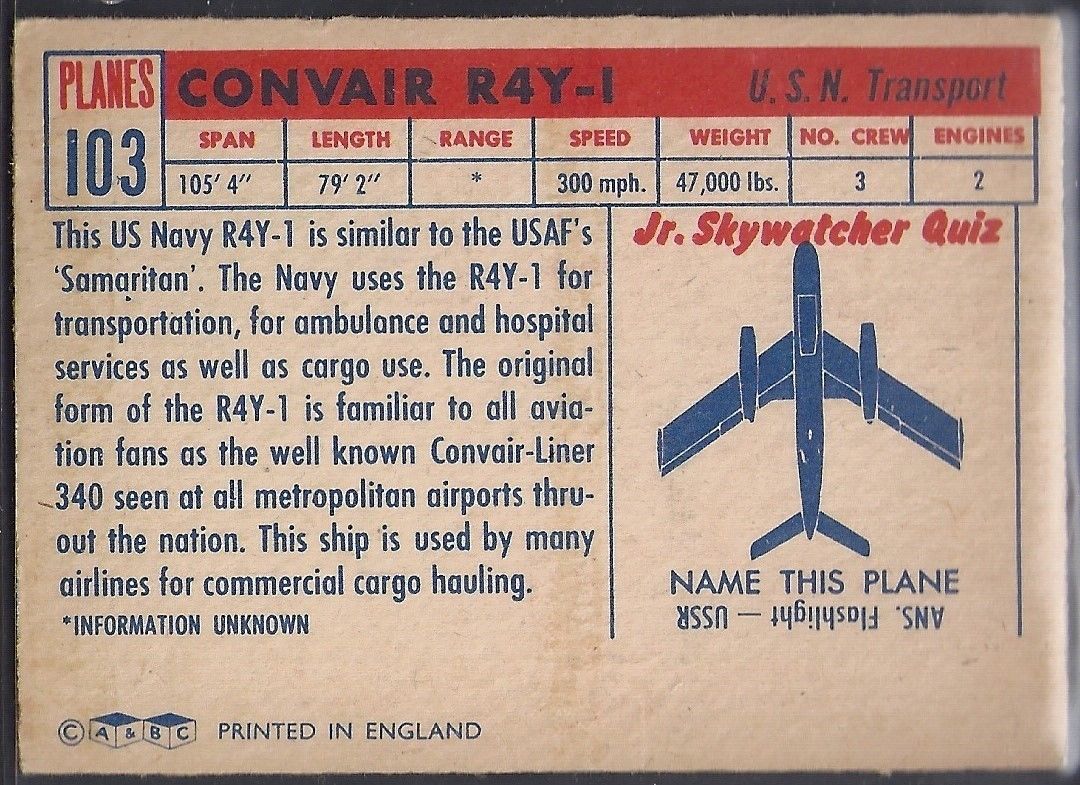 PLANES
103
CONVAIR R4Y-1
U. S. N. Transport
SPAN LENGTH RANGE SPEED WEIGHT NO. CREW ENGINES
105' 4" 79' 2" * 300 mph. 47,000 lbs. 3 2
This US Navy R4Y-1 is similar to the USAF's
'Samaritan'. The Navy uses the R4Y-1 for
transportation, for ambulance and hospital
services as well as cargo use. The original
form of the R4Y-1 is familiar to all avia-
tion fans as the well known Convair-Liner
340 seen at all metropolitan airports thru-
out the nation. This ship is used by many
airlines for commercial cargo hauling.
*INFORMATION UNKNOWN
Jr. Skywatcher Quiz
NAME THIS PLANE
ANS. Flashlight — USSR
© A & B C PRINTED IN ENGLAND